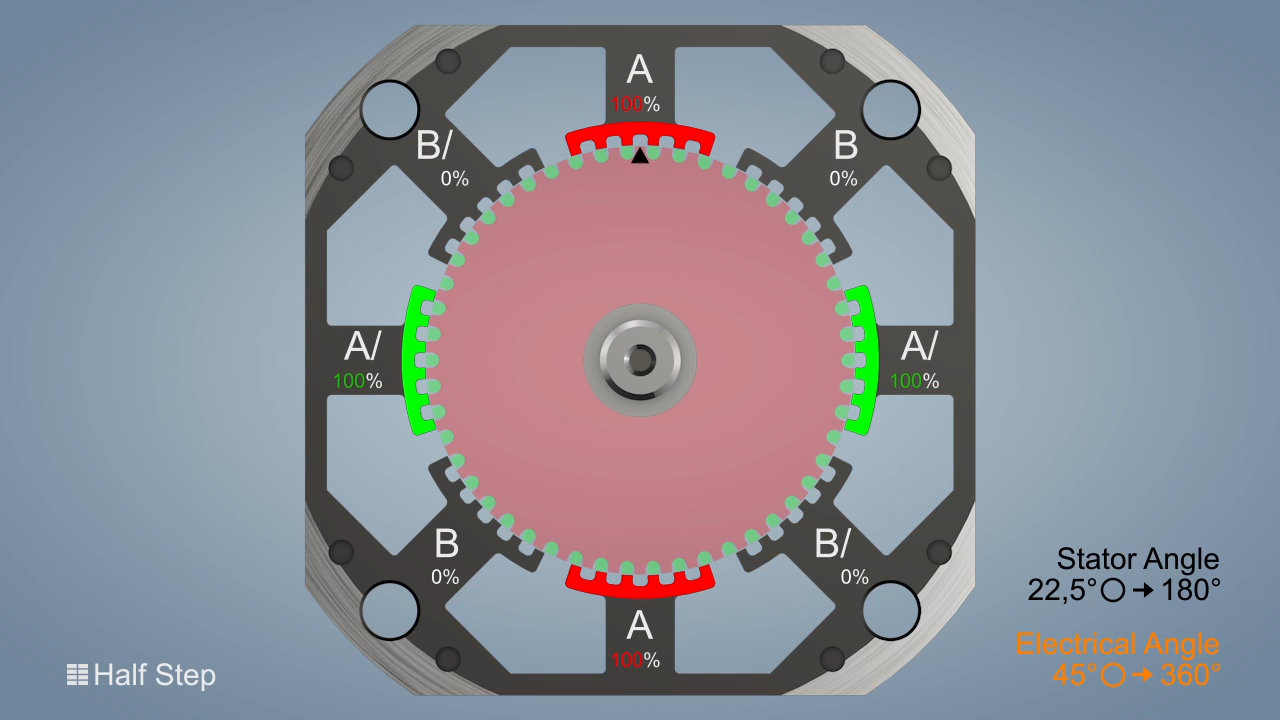 A
100%
B/
0%
B
0%
A/
100%
A/
100%
B
0%
B/
0%
A
100%
Stator Angle
22,5° → 180°
Electrical Angle
45° → 360°
Half Step